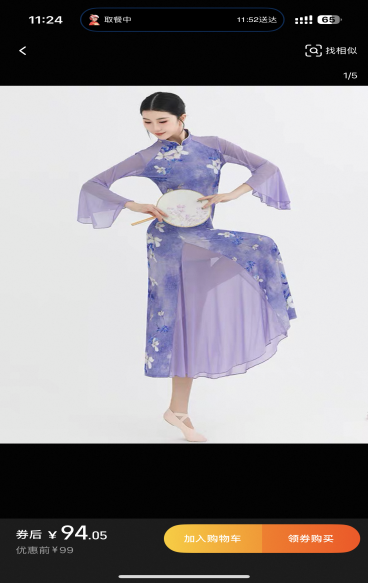 11:24
取餐中
11:52送达
65
找相似
1/5
券后 ¥94.05
优惠前¥99
加入购物车
领券购买